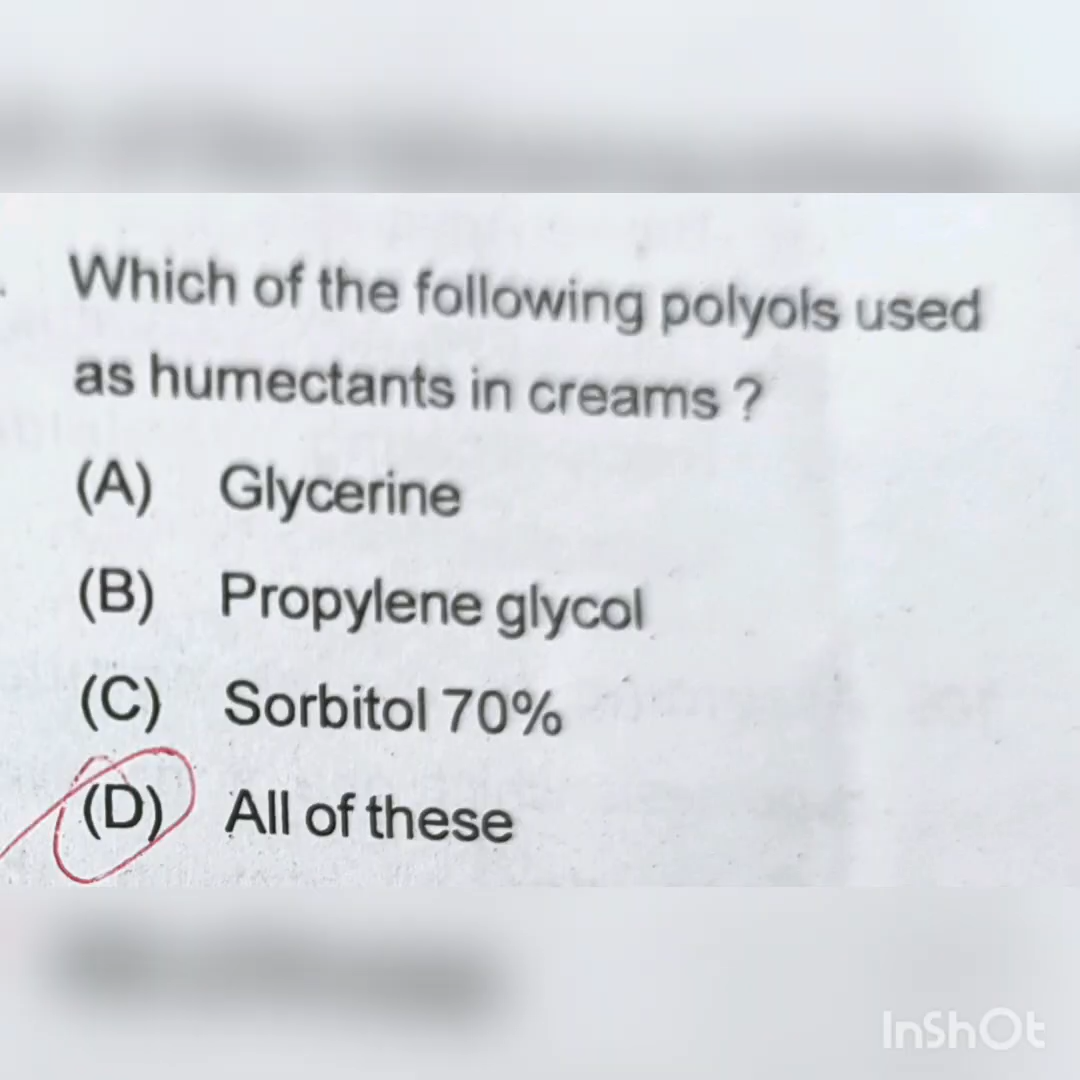 Which of the following polyols used
as humectants in creams ?
(A) Glycerine
(B) Propylene glycol
(C) Sorbitol 70%
(D) All of these
InShOt